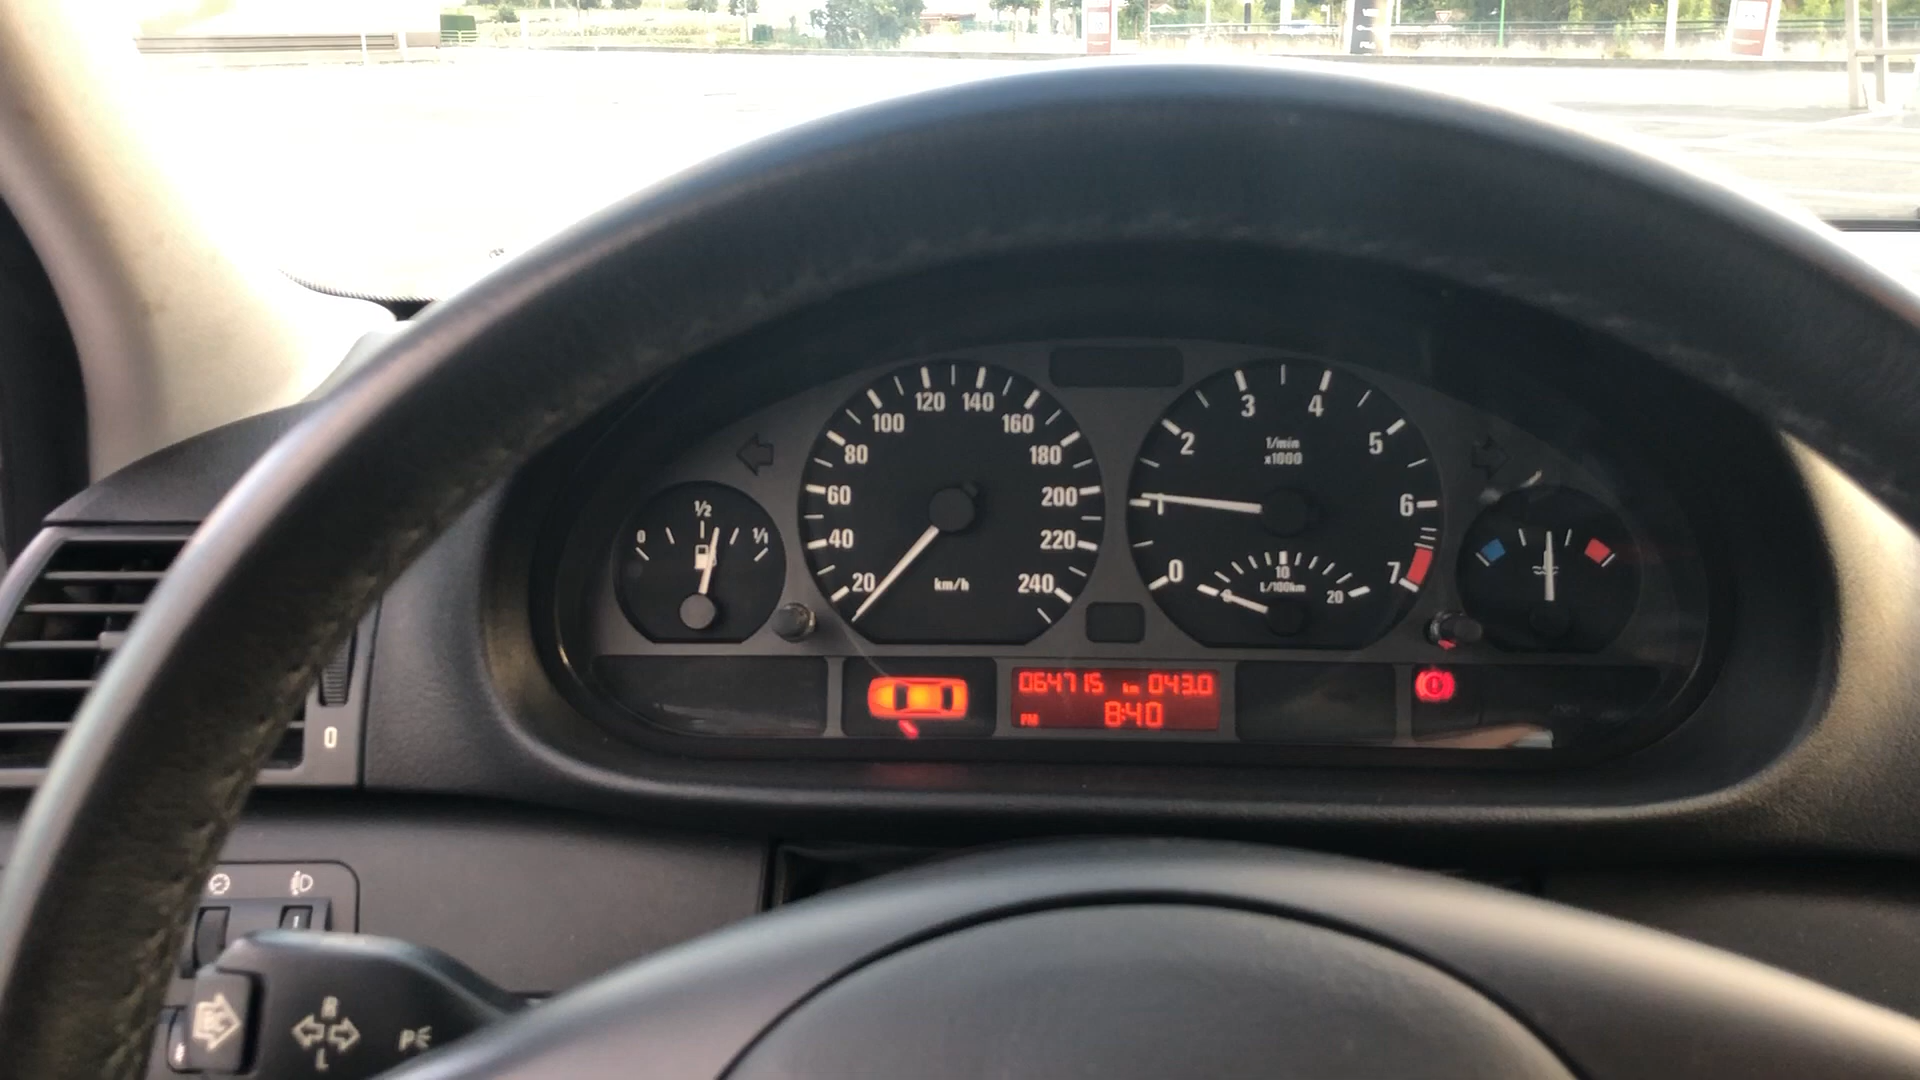 0 1/2 1/1
20 40 60 80 100 120 140 160 180 200 220 240
km/h
0 1 2 3 4 5 6 7
1/min
x1000
10
20
L/100km
064715 km 043.0
PM 8:40
0
R
L